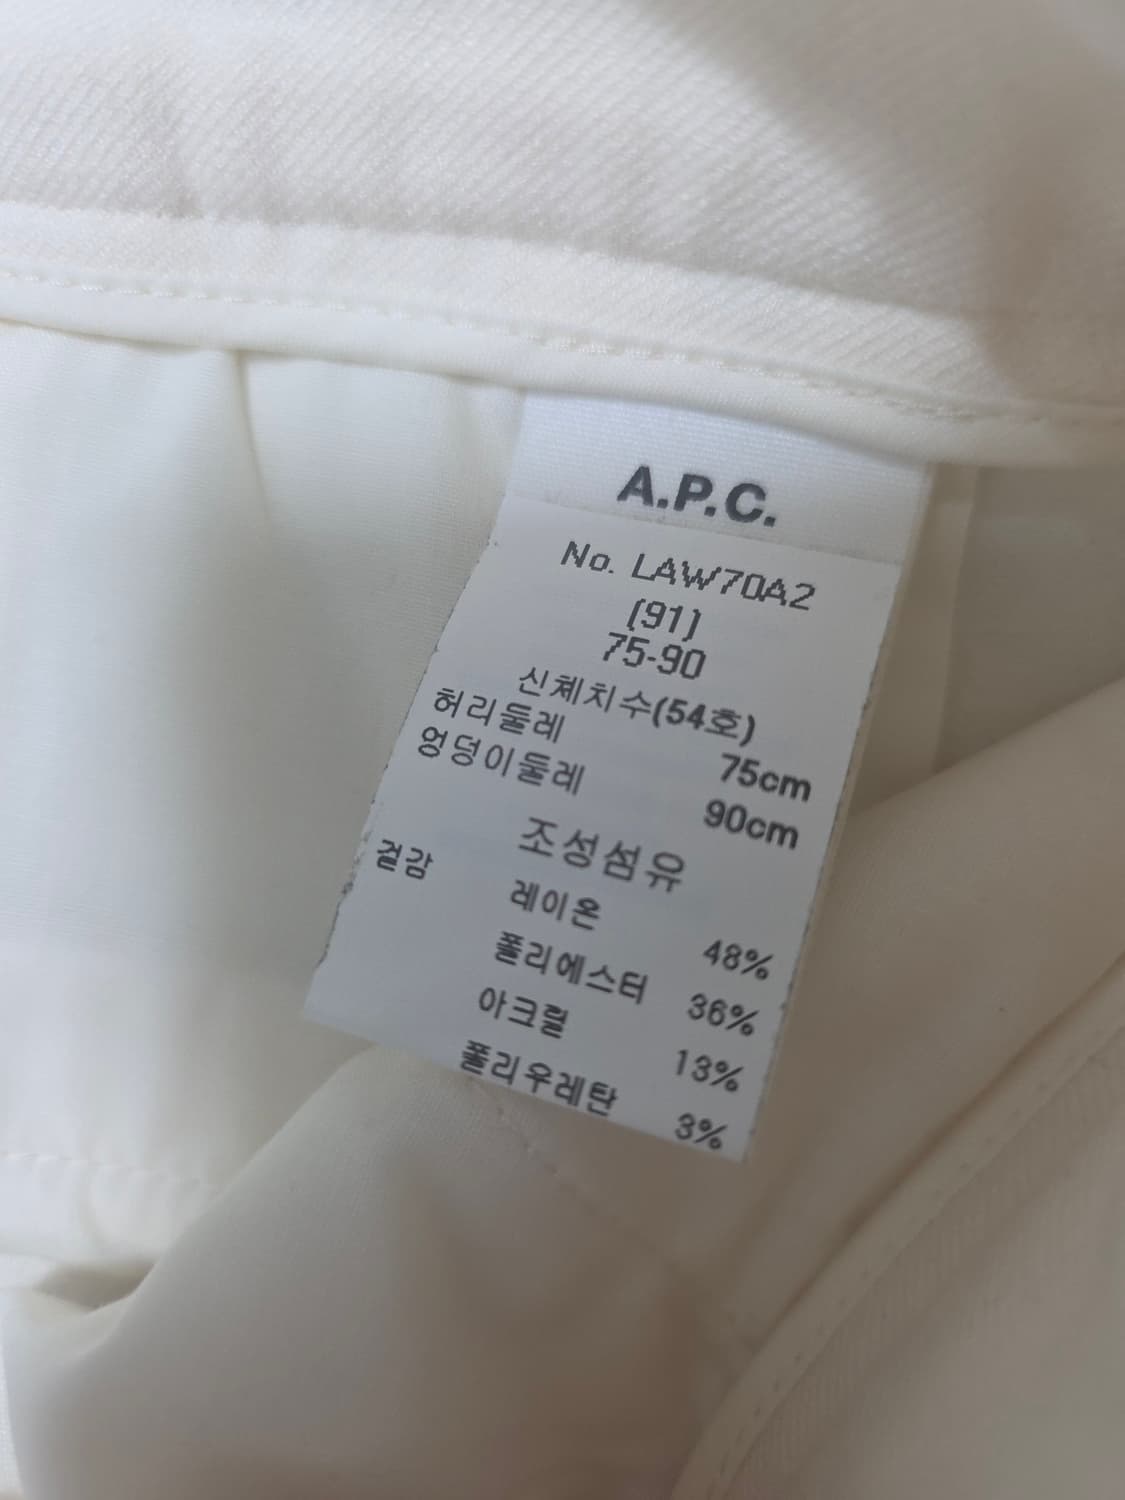 A.P.C.
No. LAW70A2
(91)
75-90
신체치수(54호)
허리둘레 75cm
엉덩이둘레 90cm
조성섬유
겉감 레이온 48%
폴리에스터 36%
아크릴 13%
폴리우레탄 3%